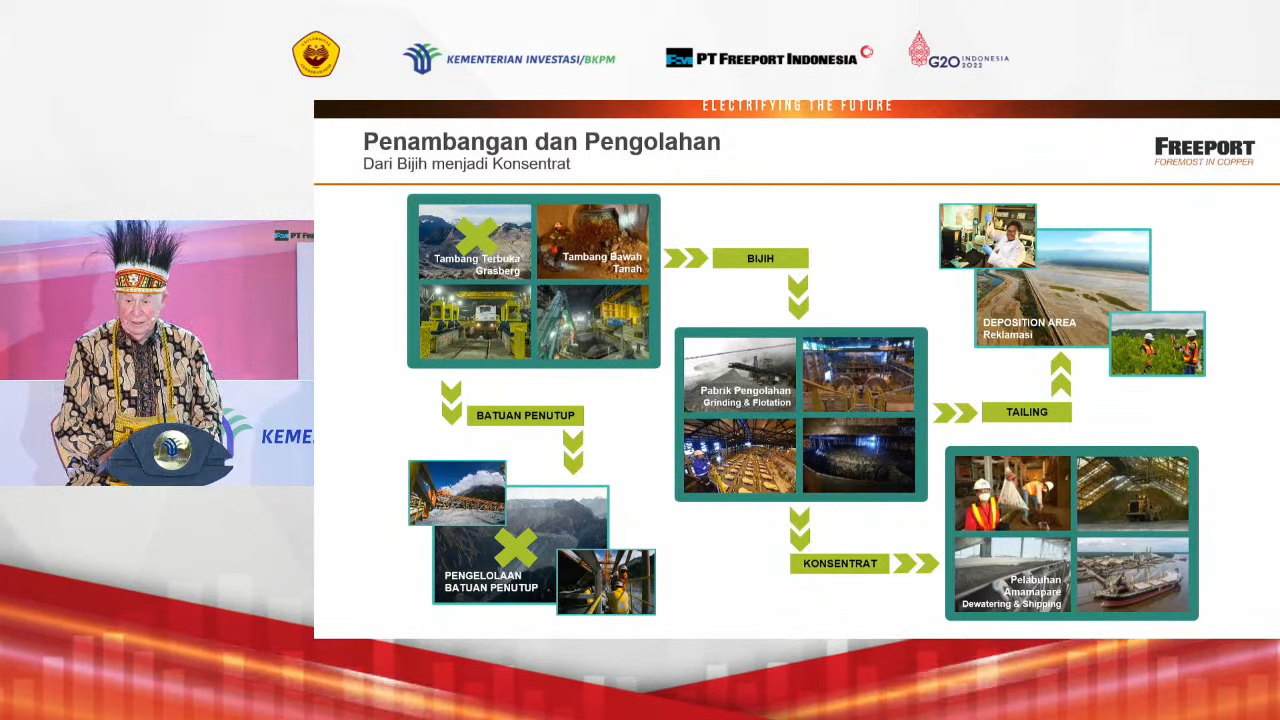 KEMENTERIAN INVESTASI/BKPM
PT FREEPORT INDONESIA
G20 INDONESIA
2022
ELECTRIFYING THE FUTURE
Penambangan dan Pengolahan
Dari Bijih menjadi Konsentrat
FREEPORT
FOREMOST IN COPPER
Tambang Terbuka
Grasberg
Tambang Bawah
Tanah
BIJIH
DEPOSITION AREA
Reklamasi
PT FREE
Pabrik Pengolahan
Grinding & Flotation
BATUAN PENUTUP
TAILING
KEME
PENGELOLAAN
BATUAN PENUTUP
KONSENTRAT
Pelabuhan
Amamapare
Dewatering & Shipping